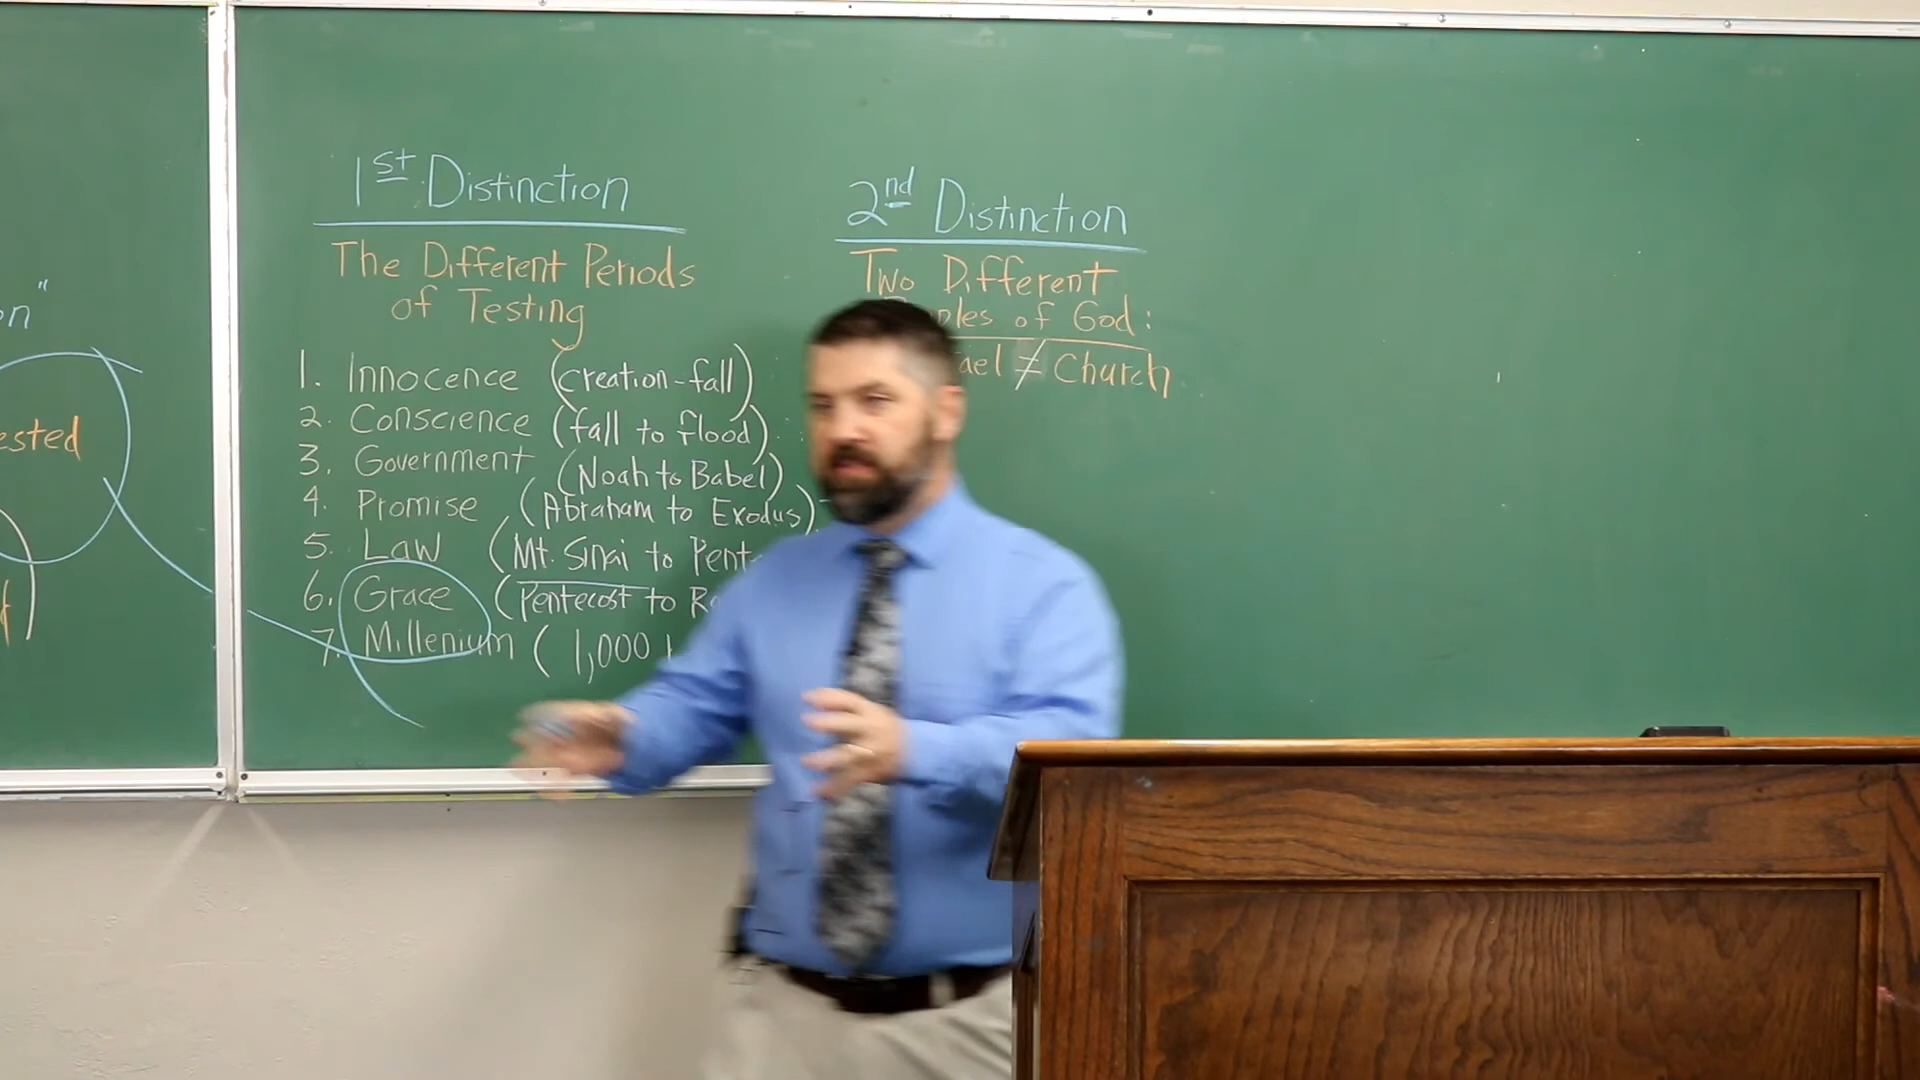 1st Distinction
The Different Periods
of Testing
1. Innocence (creation-fall)
2. Conscience (fall to flood)
3. Government (Noah to Babel)
4. Promise (Abraham to Exodus)
5. Law (Mt. Sinai to Pent
6. Grace (Pentecost to R
7. Millenium (1,000
2nd Distinction
Two Different
ples of God:
ael ≠ Church
on"
ested